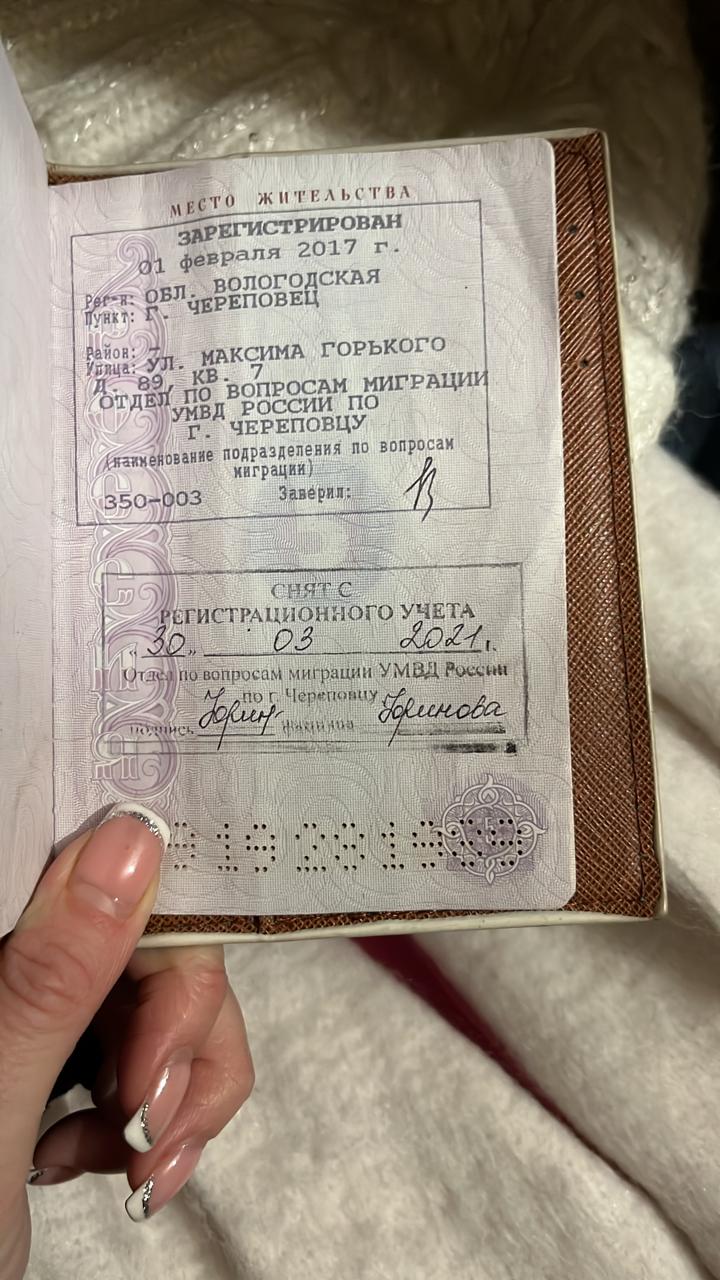 МЕСТО ЖИТЕЛЬСТВА
ЗАРЕГИСТРИРОВАН
01 февраля 2017 г.
Рег-н: ОБЛ. ВОЛОГОДСКАЯ
Пункт: Г. ЧЕРЕПОВЕЦ
Район: –
Улица: УЛ. МАКСИМА ГОРЬКОГО
Д. 89, КВ. 7
ОТДЕЛ ПО ВОПРОСАМ МИГРАЦИИ
УМВД РОССИИ ПО
Г. ЧЕРЕПОВЦУ
(наименование подразделения по вопросам
миграции)
350-003 Заверил:
СНЯТ С
РЕГИСТРАЦИОННОГО УЧЕТА
"30" 03 2021 г.
Отдел по вопросам миграции УМВД России
по г. Череповцу
подпись фамилия
5